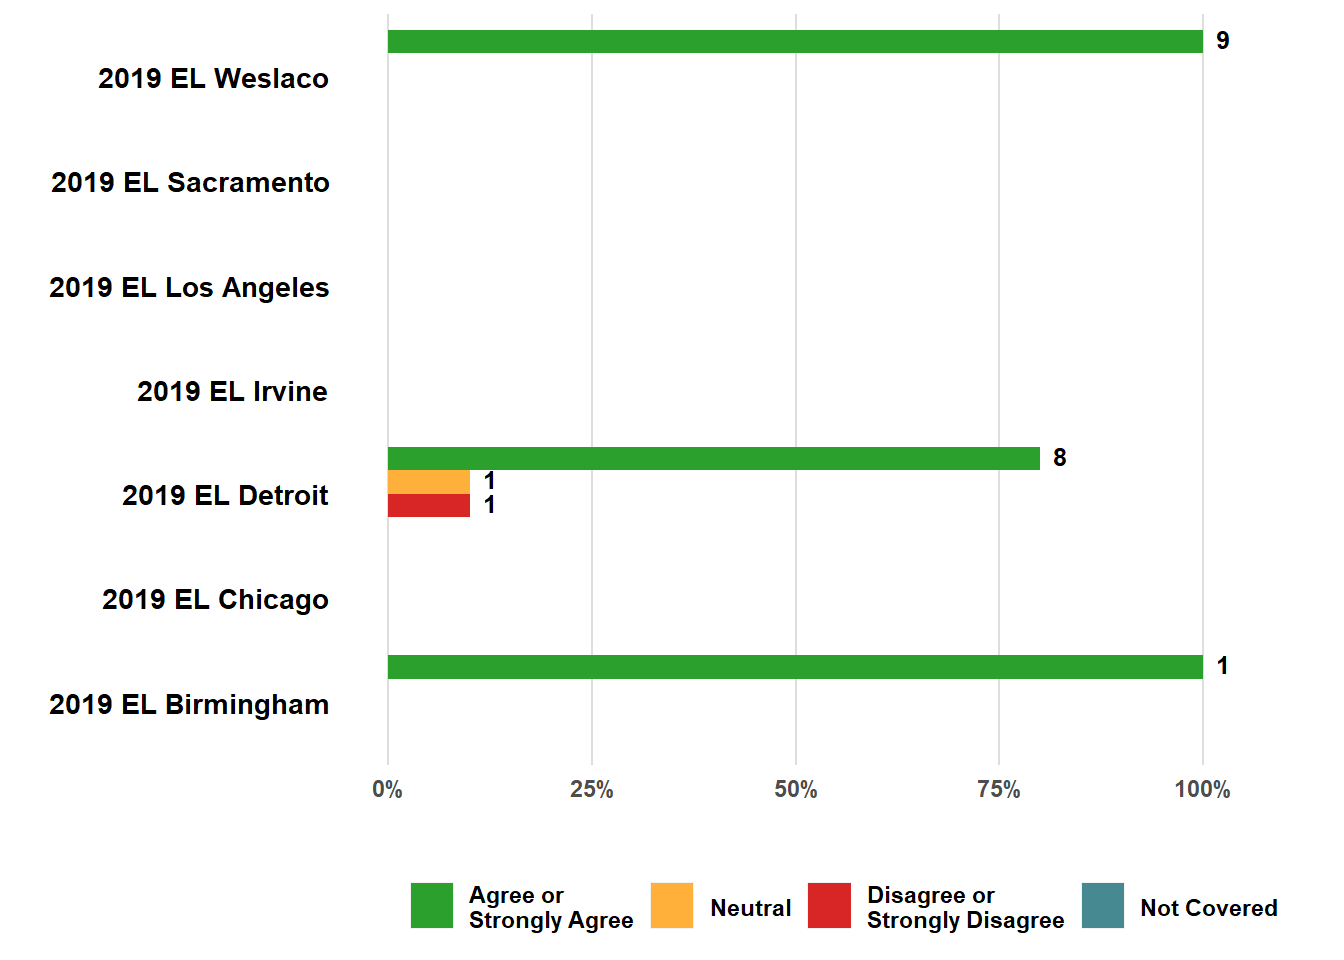 9
2019 EL Weslaco
2019 EL Sacramento
2019 EL Los Angeles
2019 EL Irvine
8
1
2019 EL Detroit
1
2019 EL Chicago
1
2019 EL Birmingham
0% 25% 50% 75% 100%
Agree or
Strongly Agree
Neutral
Disagree or
Strongly Disagree
Not Covered